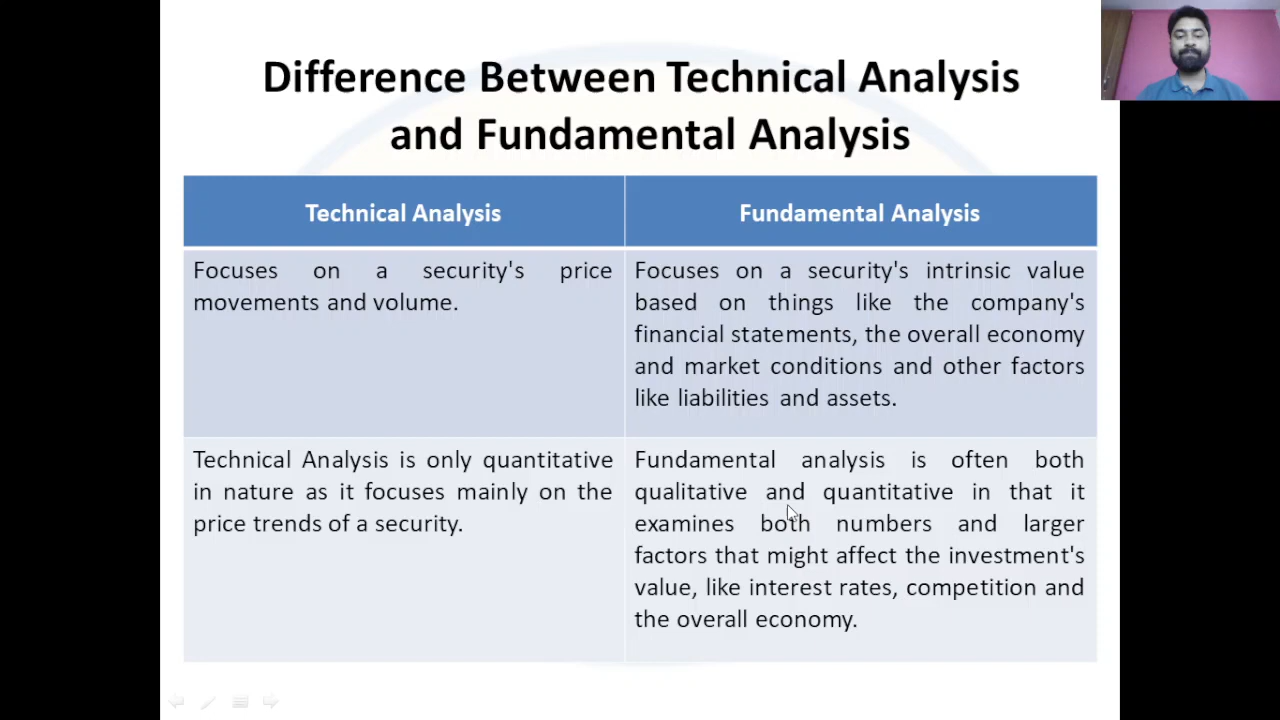 Difference Between Technical Analysis
and Fundamental Analysis
Technical Analysis
Fundamental Analysis
Focuses on a security's price
movements and volume.
Focuses on a security's intrinsic value
based on things like the company's
financial statements, the overall economy
and market conditions and other factors
like liabilities and assets.
Technical Analysis is only quantitative
in nature as it focuses mainly on the
price trends of a security.
Fundamental analysis is often both
qualitative and quantitative in that it
examines both numbers and larger
factors that might affect the investment's
value, like interest rates, competition and
the overall economy.